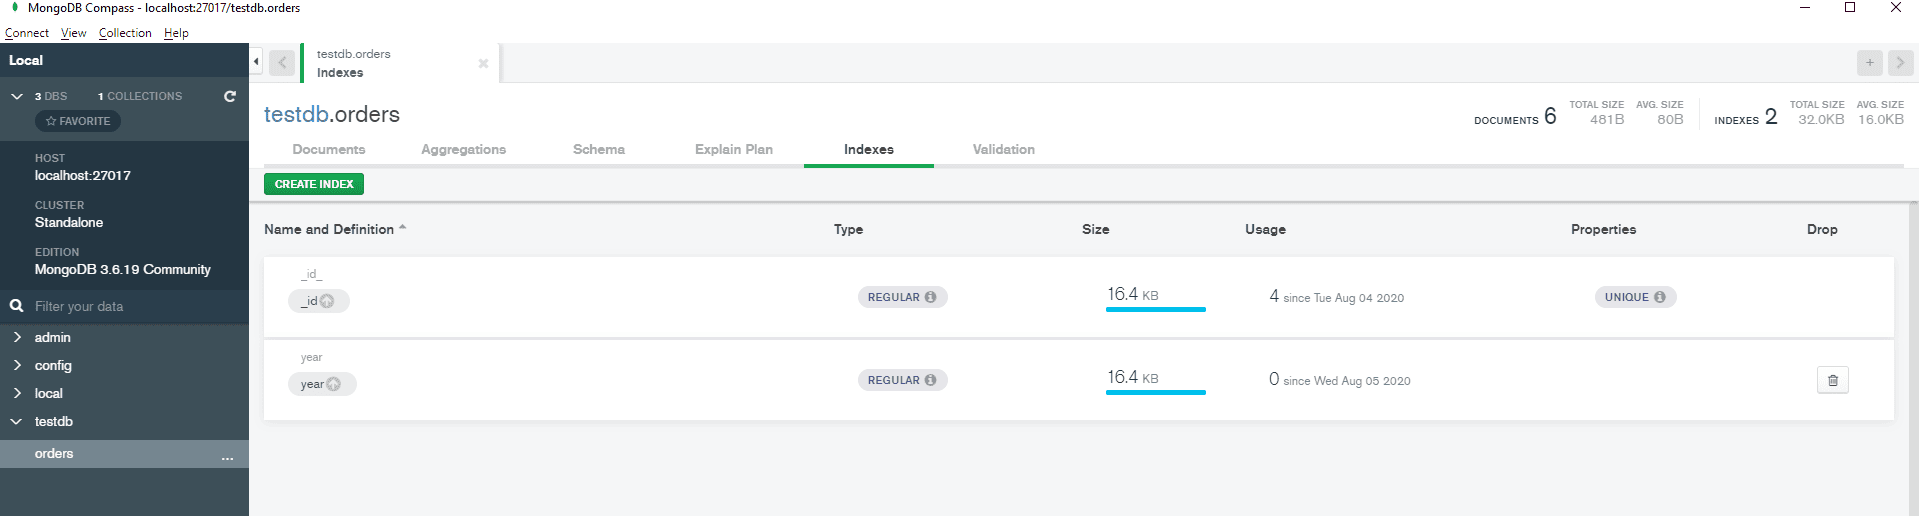 MongoDB Compass - localhost:27017/testdb.orders
Connect View Collection Help
Local
3 DBS 1 COLLECTIONS
FAVORITE
HOST
localhost:27017
CLUSTER
Standalone
EDITION
MongoDB 3.6.19 Community
Filter your data
admin
config
local
testdb
orders ...
testdb.orders
Indexes
testdb.orders
DOCUMENTS 6 TOTAL SIZE 481B AVG. SIZE 80B INDEXES 2 TOTAL SIZE 32.0KB AVG. SIZE 16.0KB
Documents Aggregations Schema Explain Plan Indexes Validation
CREATE INDEX
Name and Definition Type Size Usage Properties Drop
_id_
_id REGULAR 16.4 KB 4 since Tue Aug 04 2020 UNIQUE
year
year REGULAR 16.4 KB 0 since Wed Aug 05 2020